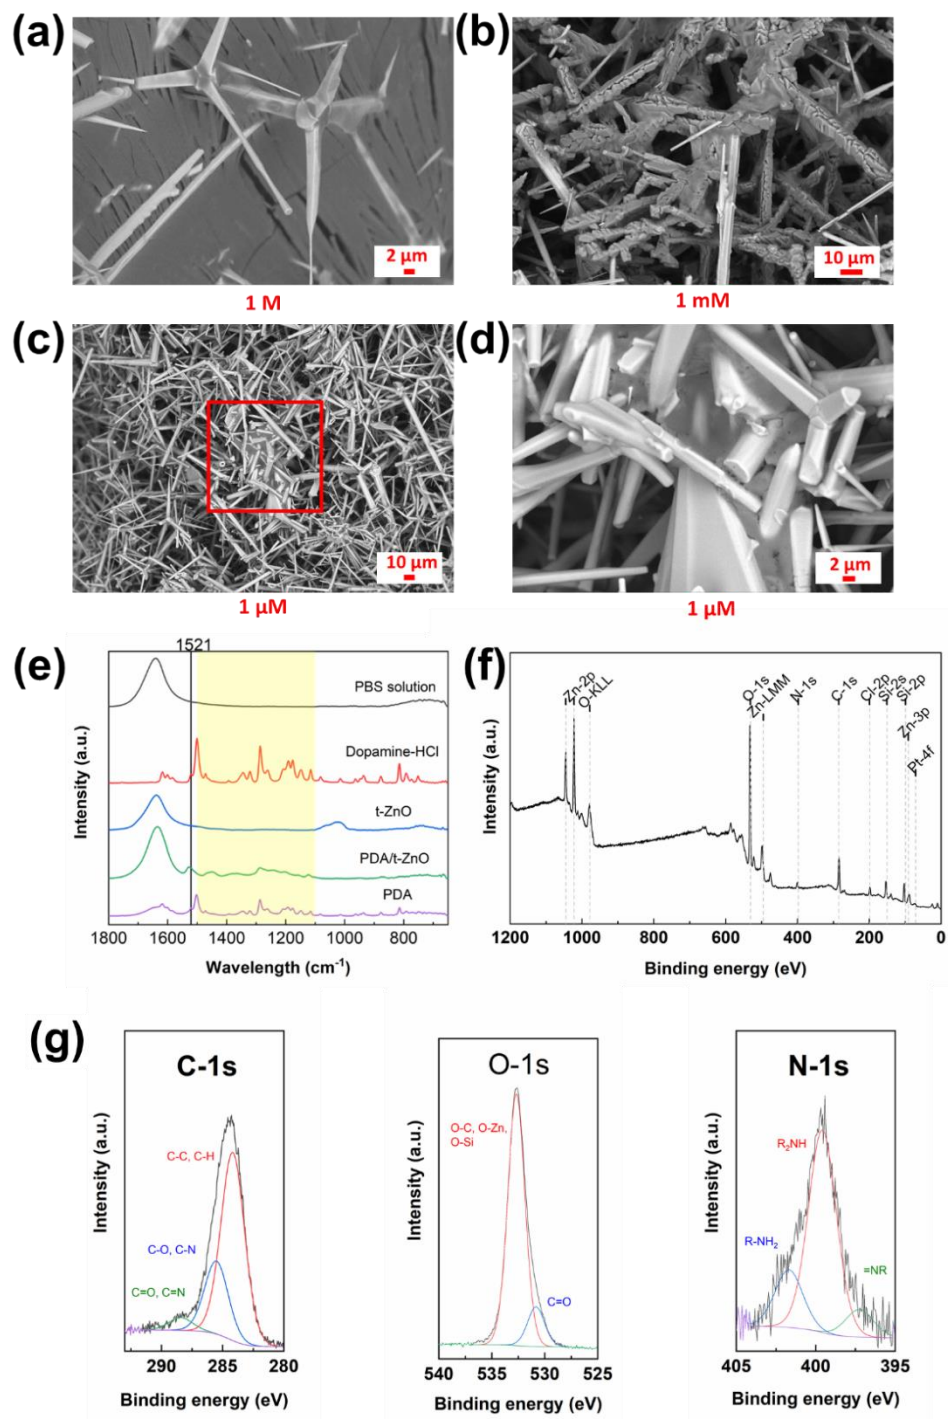 (a)
2 µm
1 M
(b)
10 µm
1 mM
(c)
10 µm
1 µM
(d)
2 µm
1 µM
(e)
1521
PBS solution
Dopamine-HCl
t-ZnO
PDA/t-ZnO
PDA
Intensity (a.u.)
1800 1600 1400 1200 1000 800
Wavelength (cm⁻¹)
(f)
Zn-2p
O-KLL
O-1s
Zn-LMM
N-1s
C-1s
Cl-2p
Si-2s
Si-2p
Zn-3p
Pt-4f
Intensity (a.u.)
1200 1000 800 600 400 200 0
Binding energy (eV)
(g)
C-1s
C-C, C-H
C-O, C-N
C=O, C=N
Intensity (a.u.)
290 285 280
Binding energy (eV)
O-1s
O-C, O-Zn,
O-Si
C=O
Intensity (a.u.)
540 535 530 525
Binding energy (eV)
N-1s
R₂NH
R-NH₂
=NR
Intensity (a.u.)
405 400 395
Binding energy (eV)